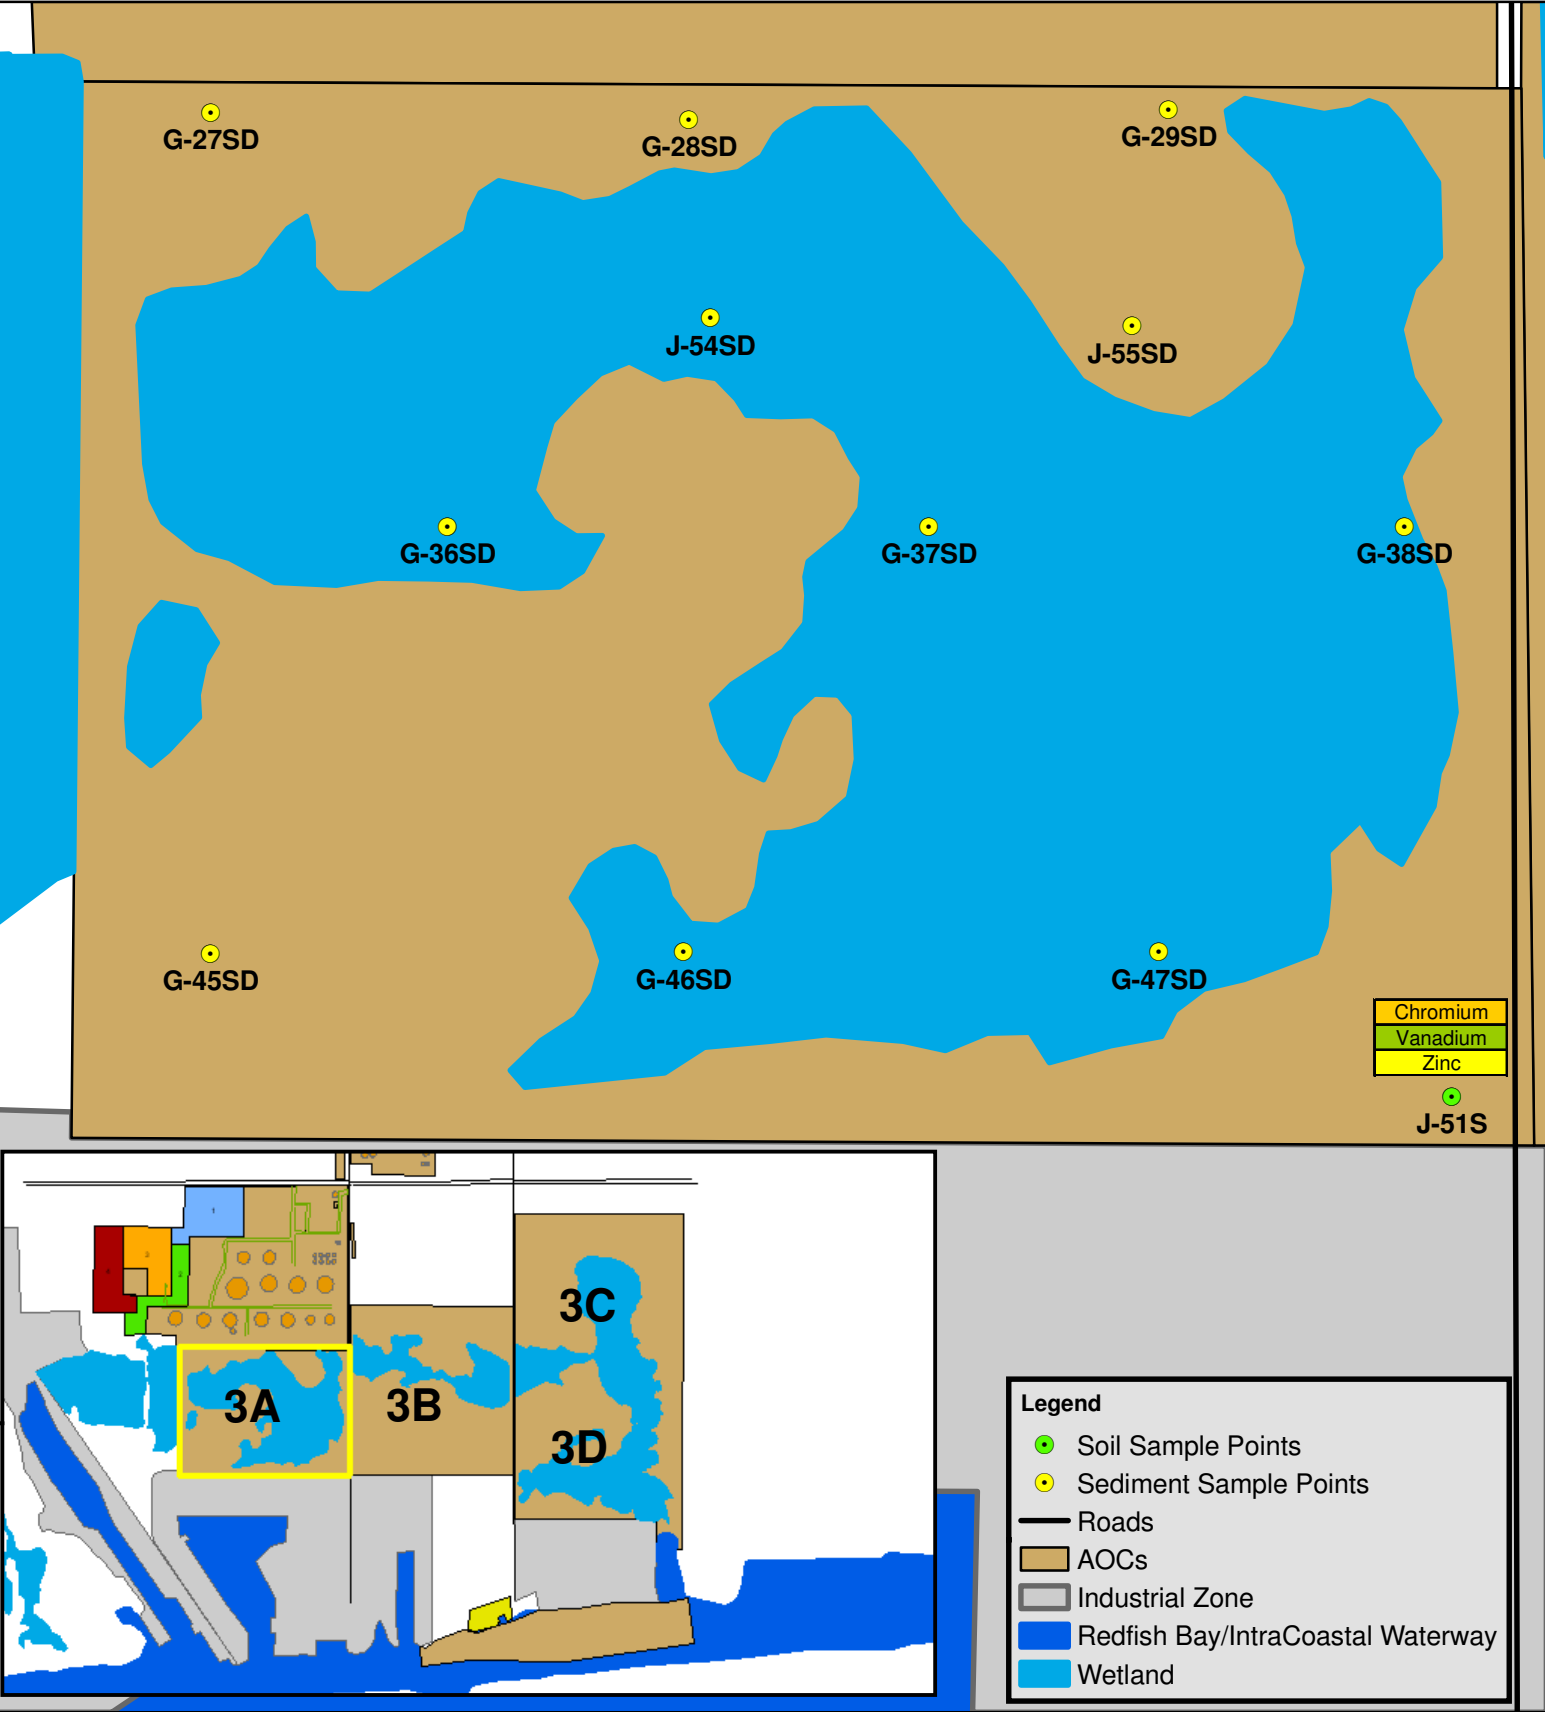 G-27SD
G-28SD
G-29SD
J-54SD
J-55SD
G-36SD
G-37SD
G-38SD
G-45SD
G-46SD
G-47SD
Chromium
Vanadium
Zinc
J-51S
3A
3B
3C
3D
Legend
Soil Sample Points
Sediment Sample Points
Roads
AOCs
Industrial Zone
Redfish Bay/IntraCoastal Waterway
Wetland